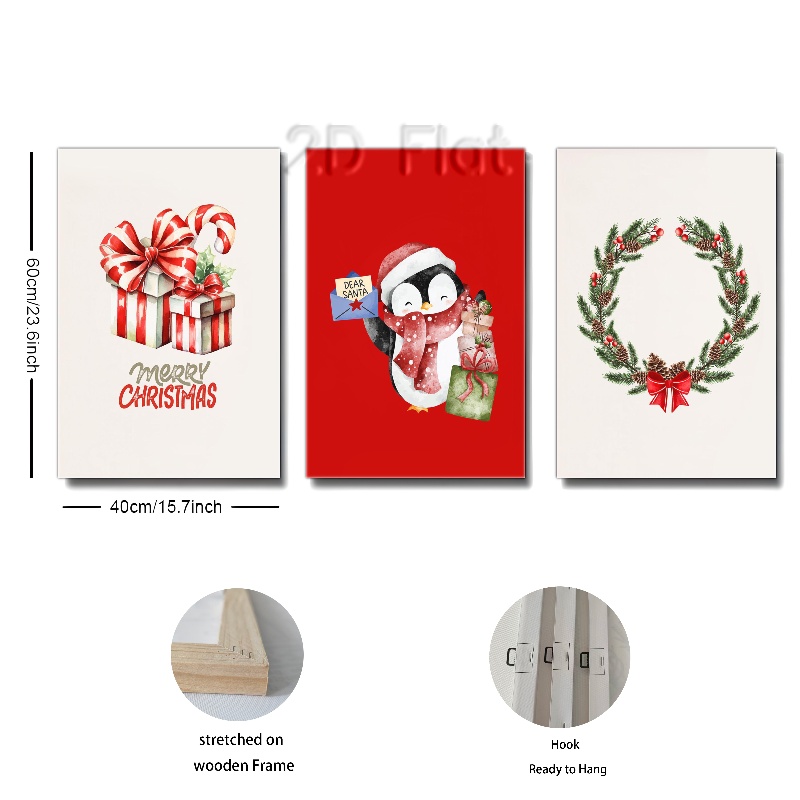 2D Flat
60cm/23.6inch
DEAR
SANTA
MERRY
CHRISTMAS
40cm/15.7inch
stretched on
wooden Frame
Hook
Ready to Hang